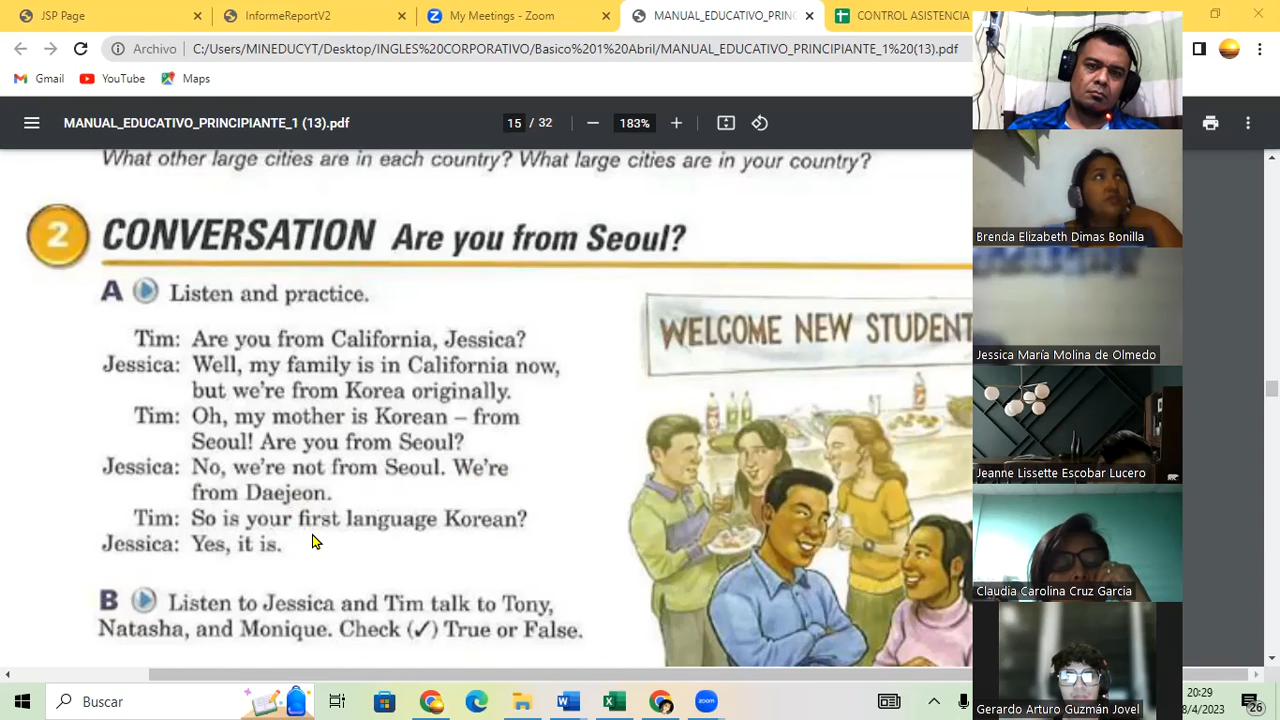 JSP Page
InformeReportV2
My Meetings - Zoom
MANUAL_EDUCATIVO_PRINC
CONTROL ASISTENCIA
Archivo
C:/Users/MINEDUCYT/Desktop/INGLES%20CORPORATIVO/Basico%201%20Abril/MANUAL_EDUCATIVO_PRINCIPIANTE_1%20(13).pdf
Gmail
YouTube
Maps
MANUAL_EDUCATIVO_PRINCIPIANTE_1 (13).pdf
15 / 32
183%
What other large cities are in each country? What large cities are in your country?
2 CONVERSATION Are you from Seoul?
A Listen and practice.
Tim: Are you from California, Jessica?
Jessica: Well, my family is in California now,
but we're from Korea originally.
Tim: Oh, my mother is Korean – from
Seoul! Are you from Seoul?
Jessica: No, we're not from Seoul. We're
from Daejeon.
Tim: So is your first language Korean?
Jessica: Yes, it is.
B Listen to Jessica and Tim talk to Tony,
Natasha, and Monique. Check (✓) True or False.
WELCOME NEW STUDENT
Brenda Elizabeth Dimas Bonilla
Jessica María Molina de Olmedo
Jeanne Lissette Escobar Lucero
Claudia Carolina Cruz Garcia
Gerardo Arturo Guzmán Jovel
Buscar
zoom
20:29
8/4/2023
26